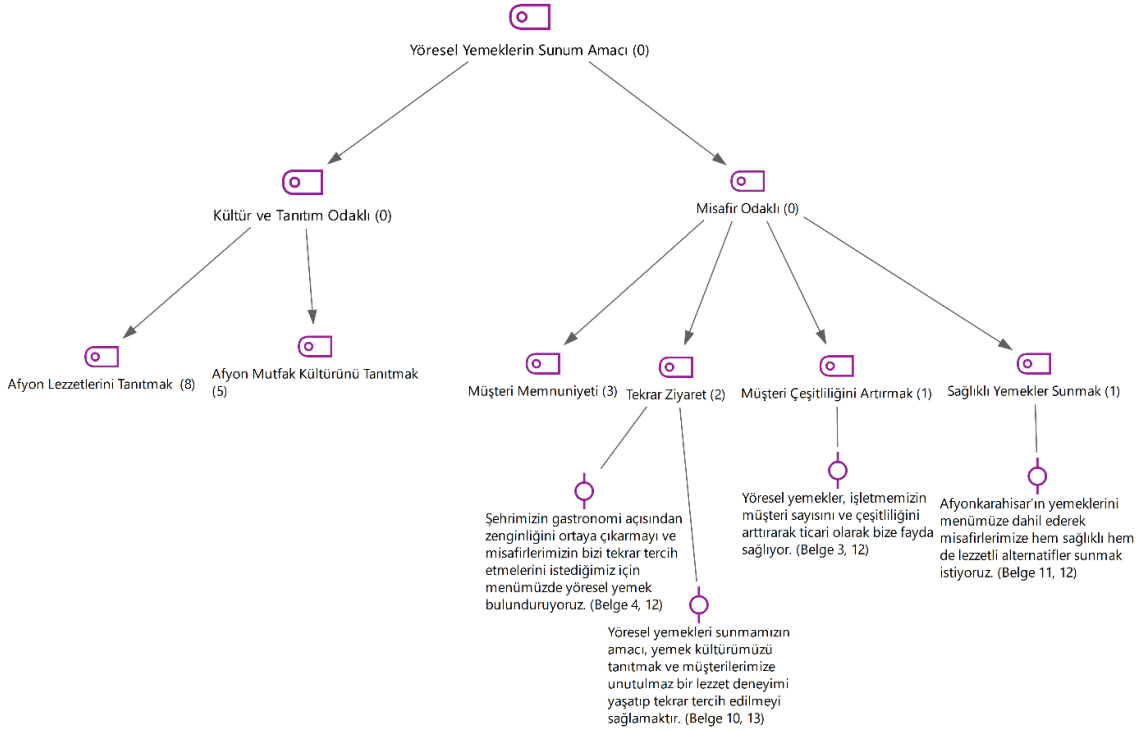 Yöresel Yemeklerin Sunum Amacı (0)
Kültür ve Tanıtım Odaklı (0)
Misafir Odaklı (0)
Afyon Lezzetlerini Tanıtmak (8)
Afyon Mutfak Kültürünü Tanıtmak
(5)
Müşteri Memnuniyeti (3)
Tekrar Ziyaret (2)
Müşteri Çeşitliliğini Artırmak (1)
Sağlıklı Yemekler Sunmak (1)
Şehrimizin gastronomi açısından
zenginliğini ortaya çıkarmayı ve
misafirlerimizin bizi tekrar tercih
etmelerini istediğimiz için
menümüzde yöresel yemek
bulunduruyoruz. (Belge 4, 12)
Yöresel yemekleri sunmamızın
amacı, yemek kültürümüzü
tanıtmak ve müşterilerimize
unutulmaz bir lezzet deneyimi
yaşatıp tekrar tercih edilmeyi
sağlamaktır. (Belge 10, 13)
Yöresel yemekler, işletmemizin
müşteri sayısını ve çeşitliliğini
arttırarak ticari olarak bize fayda
sağlıyor. (Belge 3, 12)
Afyonkarahisar'ın yemeklerini
menümüze dahil ederek
misafirlerimize hem sağlıklı hem
de lezzetli alternatifler sunmak
istiyoruz. (Belge 11, 12)